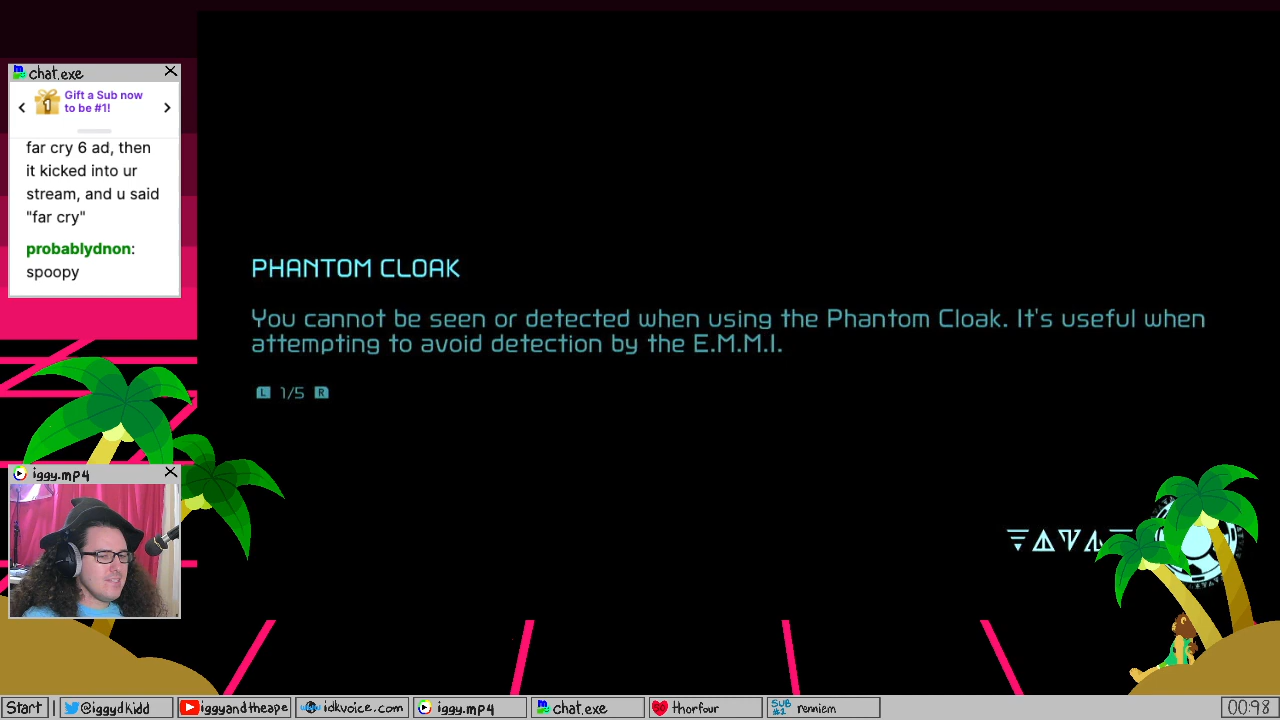 chat.exe
Gift a Sub now
to be #1!
1
far cry 6 ad, then
it kicked into ur
stream, and u said
"far cry"
probablydnon:
spoopy
PHANTOM CLOAK
You cannot be seen or detected when using the Phantom Cloak. It's useful when
attempting to avoid detection by the E.M.M.I.
L 1/5 R
iggy.mp4
Start | @iggydkidd iggyandtheape idkvoice.com iggy.mp4 chat.exe thorfour SUB #1 renniem 00:98